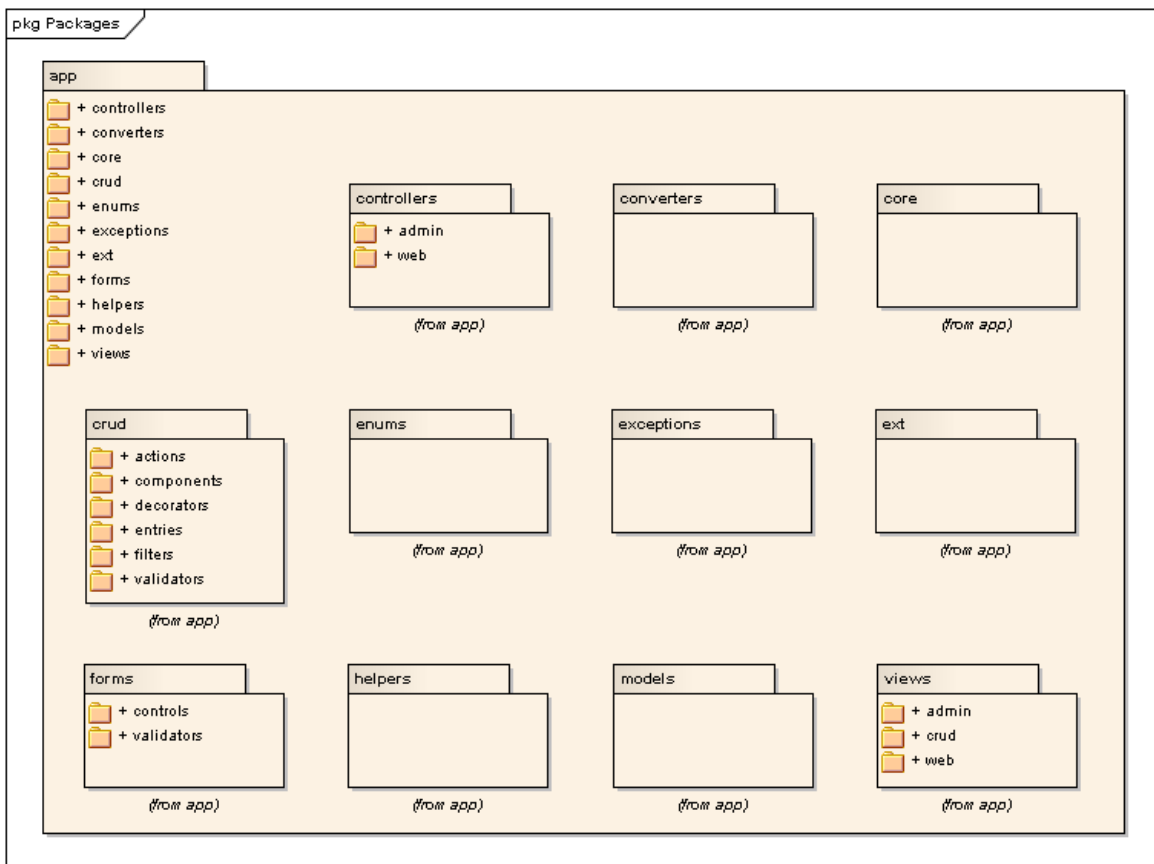 pkg Packages
app
+ controllers
+ converters
+ core
+ crud
+ enums
+ exceptions
+ ext
+ forms
+ helpers
+ models
+ views
controllers
+ admin
+ web
(from app)
converters
(from app)
core
(from app)
crud
+ actions
+ components
+ decorators
+ entries
+ filters
+ validators
(from app)
enums
(from app)
exceptions
(from app)
ext
(from app)
forms
+ controls
+ validators
(from app)
helpers
(from app)
models
(from app)
views
+ admin
+ crud
+ web
(from app)